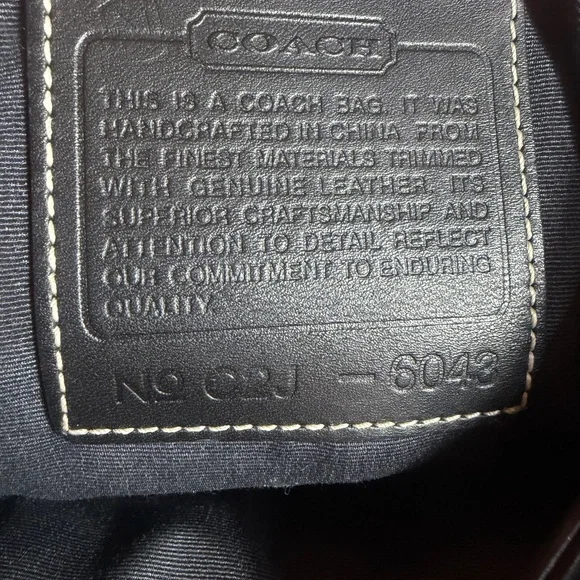 COACH
THIS IS A COACH BAG. IT WAS
HANDCRAFTED IN CHINA FROM
THE FINEST MATERIALS TRIMMED
WITH GENUINE LEATHER. IT'S
SUPERIOR CRAFTSMANSHIP AND
ATTENTION TO DETAIL REFLECT
OUR COMMITMENT TO ENDURING
QUALITY.
No C2J - 6043